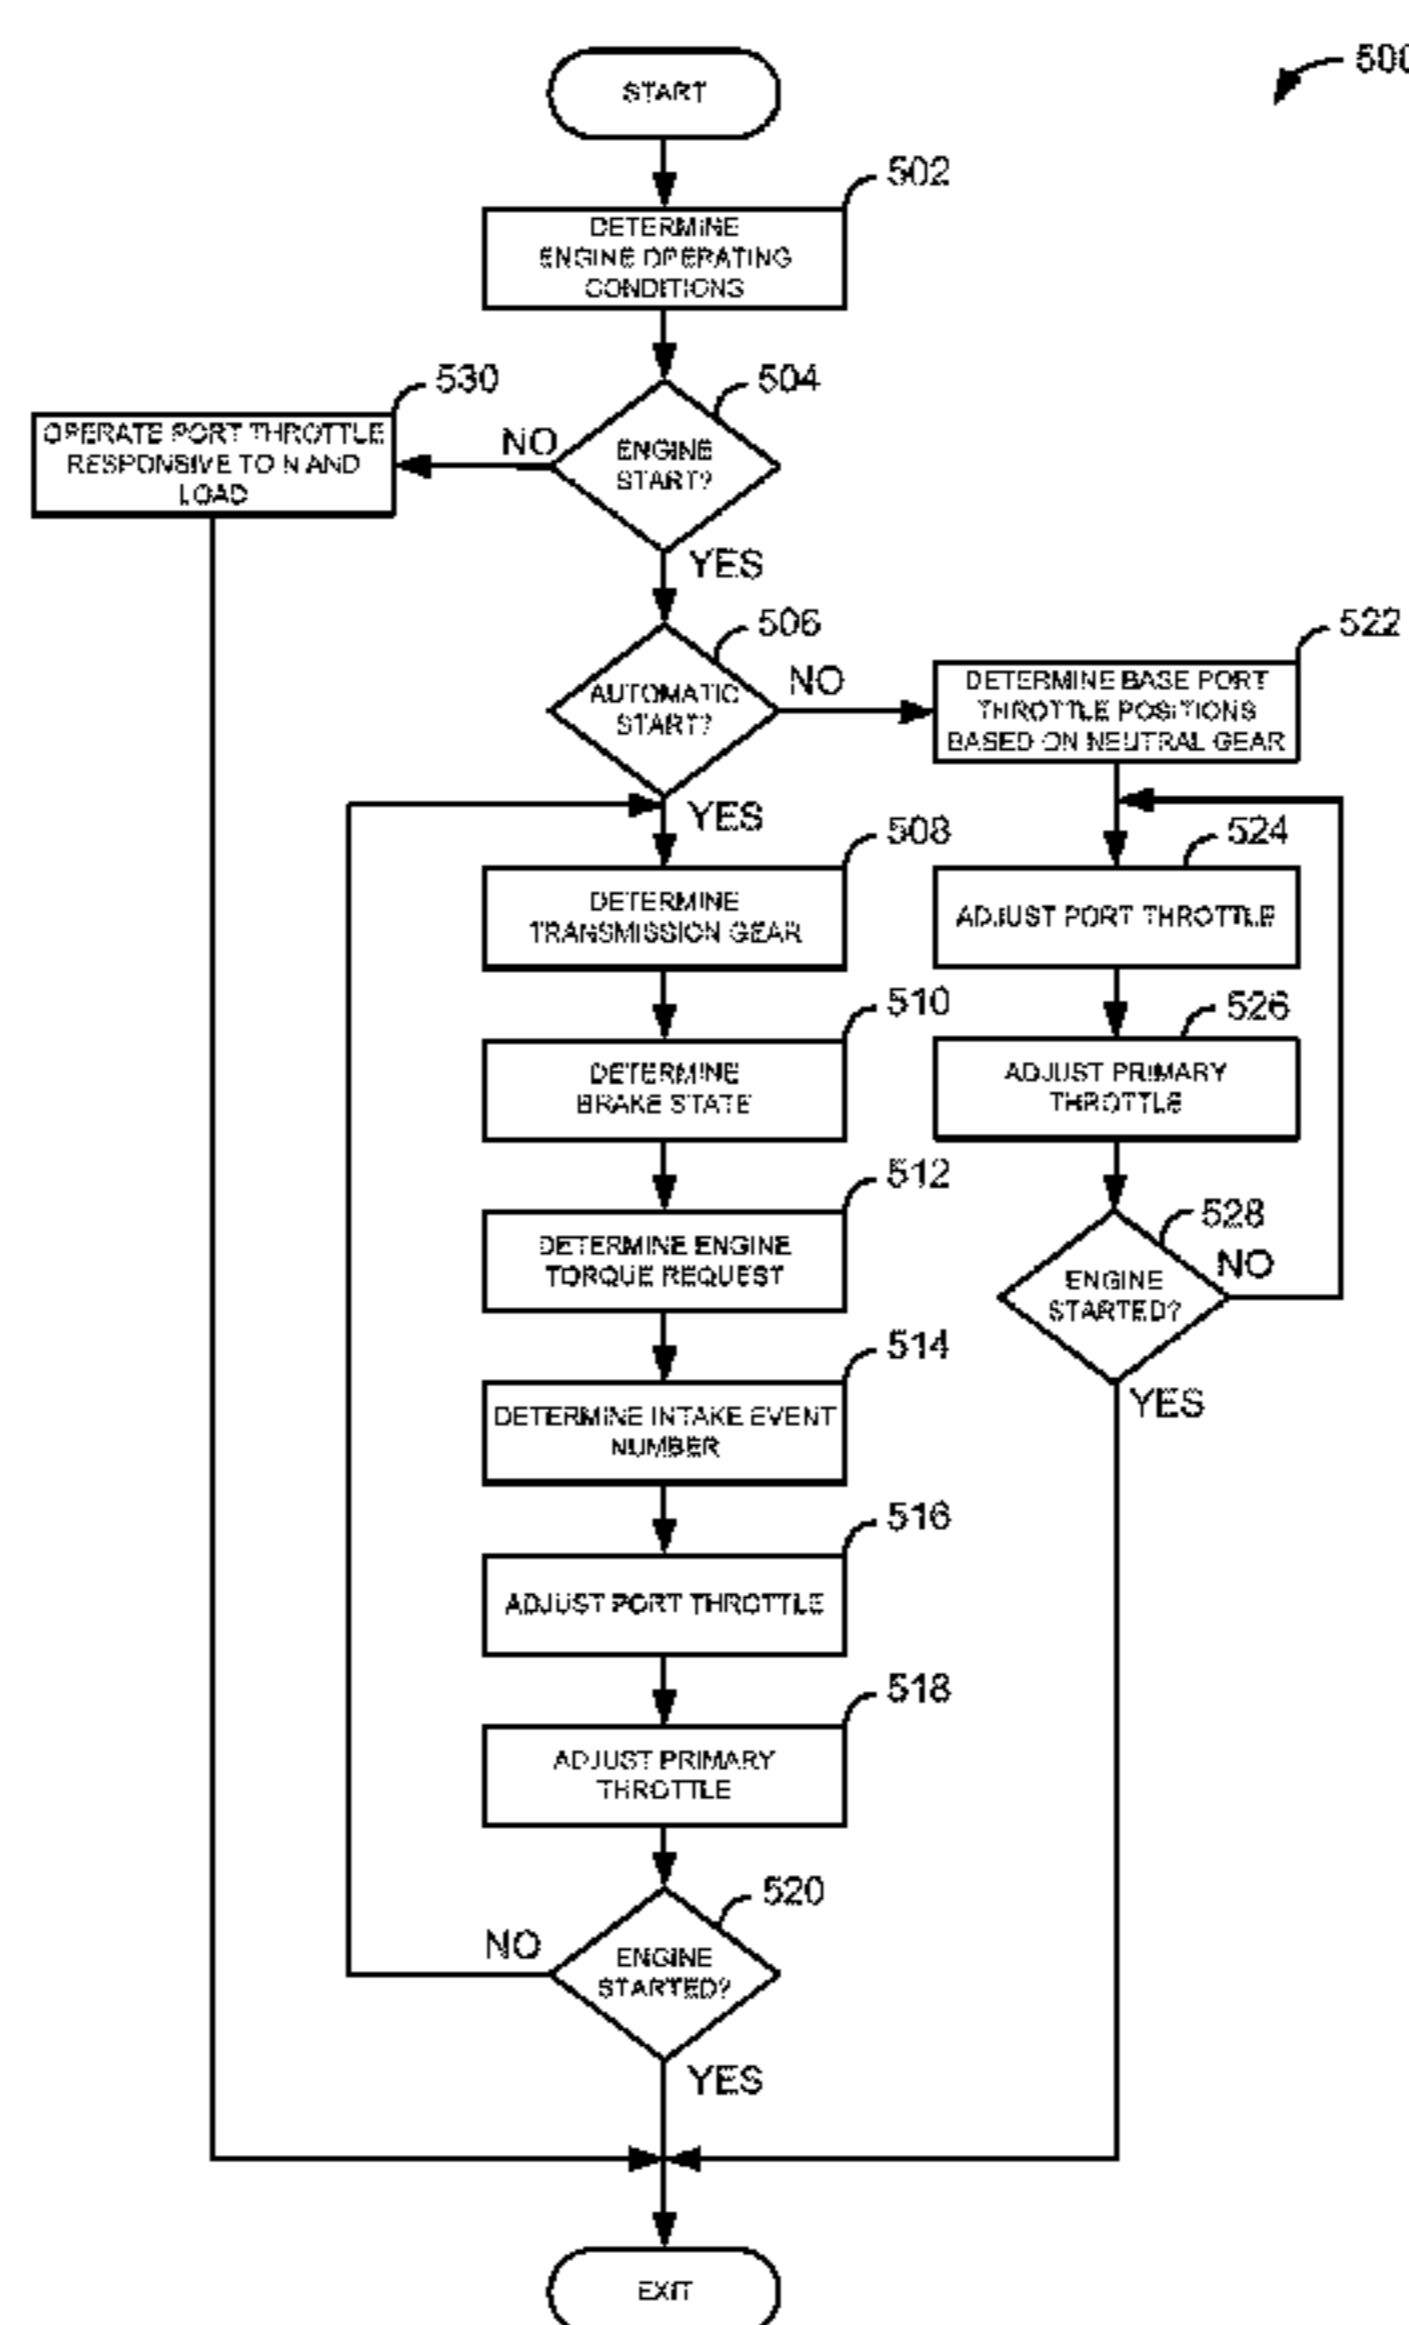 START
500
502
DETERMINE
ENGINE OPERATING
CONDITIONS
530
504
OPERATE PORT THROTTLE
RESPONSIVE TO N AND
LOAD
NO
ENGINE
START?
YES
506
522
AUTOMATIC
START?
NO
DETERMINE BASE PORT
THROTTLE POSITIONS
BASED ON NEUTRAL GEAR
YES
508
524
DETERMINE
TRANSMISSION GEAR
ADJUST PORT THROTTLE
510
526
DETERMINE
BRAKE STATE
ADJUST PRIMARY
THROTTLE
512
528
DETERMINE ENGINE
TORQUE REQUEST
ENGINE
STARTED?
NO
514
YES
DETERMINE INTAKE EVENT
NUMBER
516
ADJUST PORT THROTTLE
518
ADJUST PRIMARY
THROTTLE
520
NO
ENGINE
STARTED?
YES
EXIT